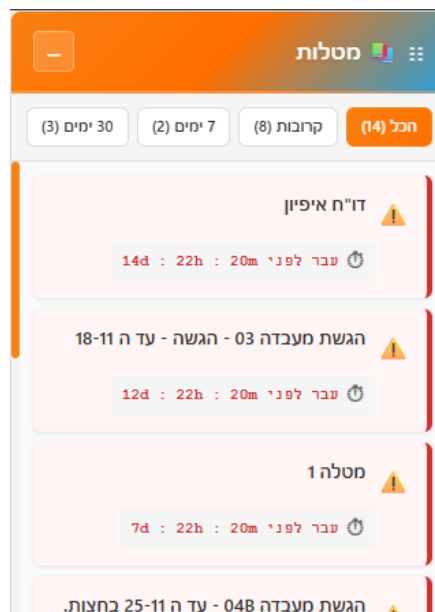 מטלות
הכל (14) קרובות (8) 7 ימים (2) 30 ימים (3)
דו"ח איפיון
עבר לפני 14d : 22h : 20m
הגשת מעבדה 03 - הגשה - עד ה 18-11
עבר לפני 12d : 22h : 20m
מטלה 1
עבר לפני 7d : 22h : 20m
הגשת מעבדה 04B - עד ה 25-11 בחצות.